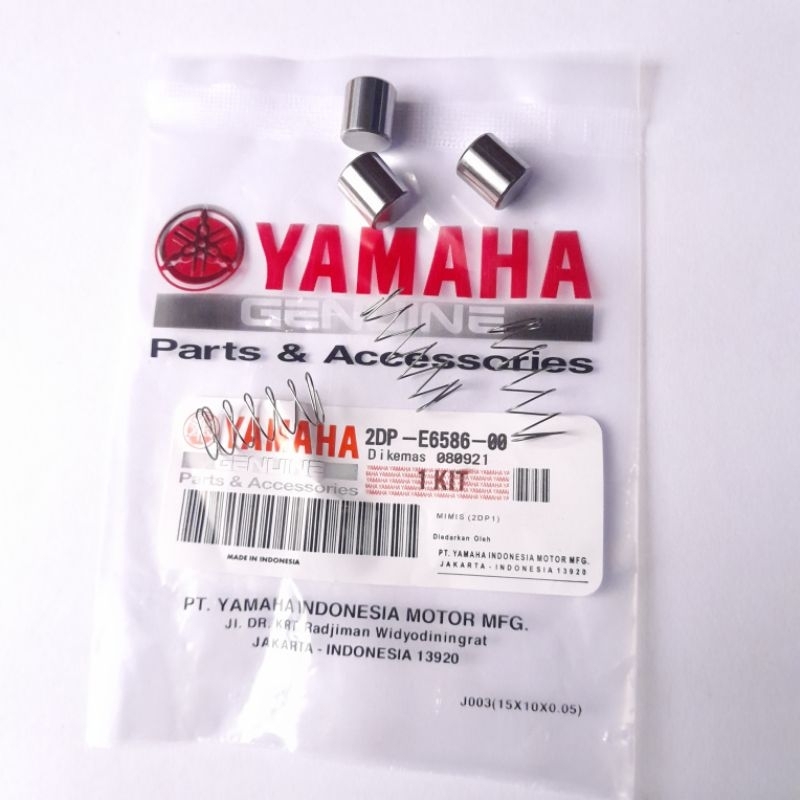 YAMAHA
GENUINE
Parts & Accessories
YAMAHA
GENUINE
Parts & Accessories
2DP-E6586-00
Dikemas 080921
1 KIT
MIMIS (2DP1)
Diedarkan Oleh
PT. YAMAHA INDONESIA MOTOR MFG.
JAKARTA - INDONESIA 13920
MADE IN INDONESIA
PT. YAMAHA INDONESIA MOTOR MFG.
Jl. DR. KRT Radjiman Widyodiningrat
JAKARTA - INDONESIA 13920
J003(15X10X0.05)